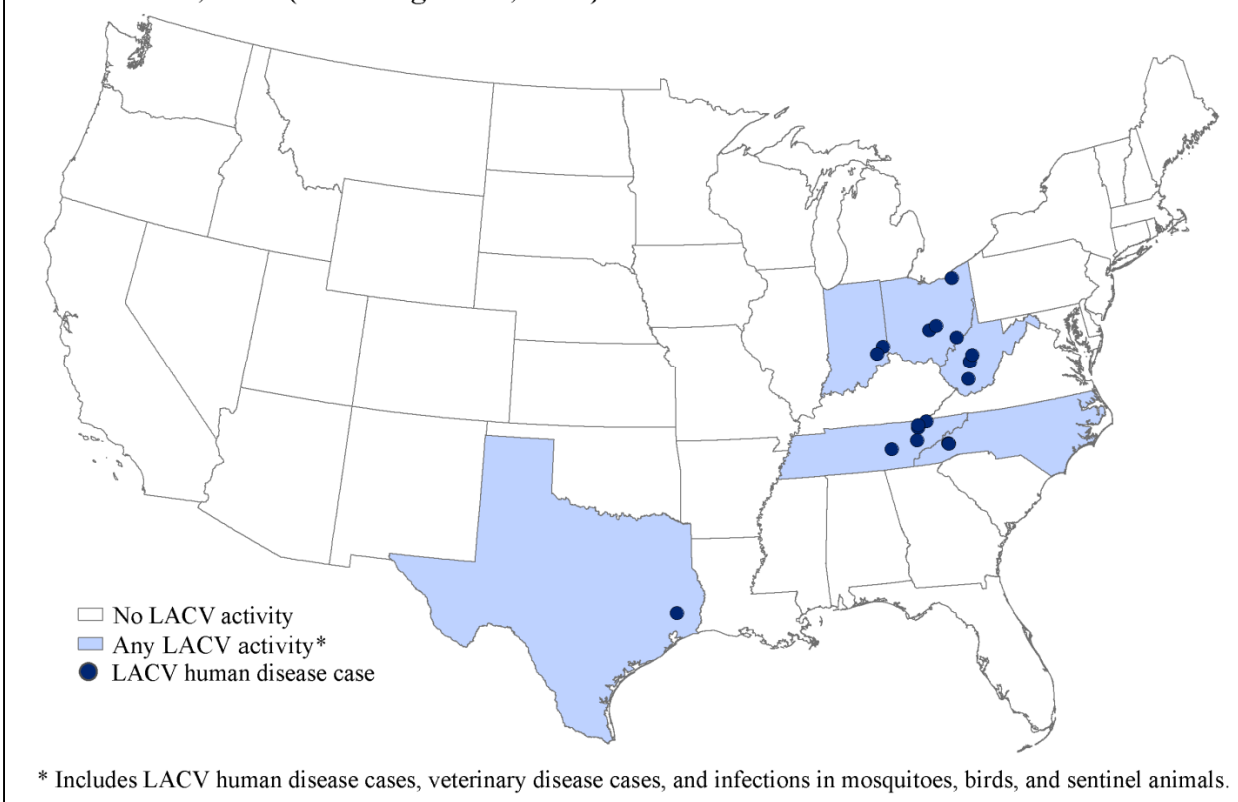 No LACV activity
Any LACV activity*
LACV human disease case
* Includes LACV human disease cases, veterinary disease cases, and infections in mosquitoes, birds, and sentinel animals.